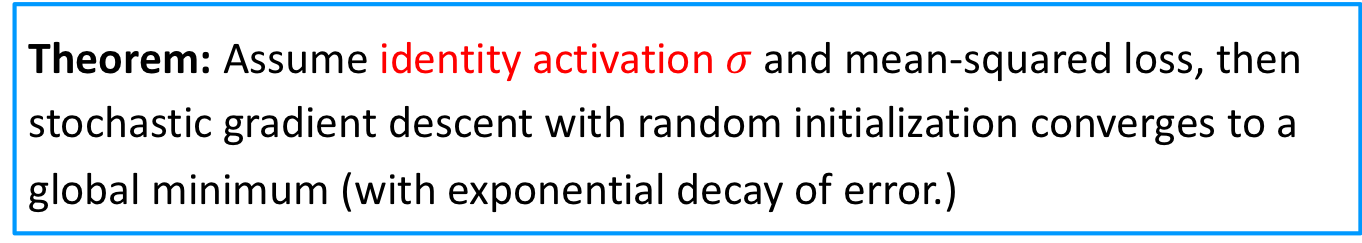 Theorem: Assume identity activation σ and mean-squared loss, then
stochastic gradient descent with random initialization converges to a
global minimum (with exponential decay of error.)